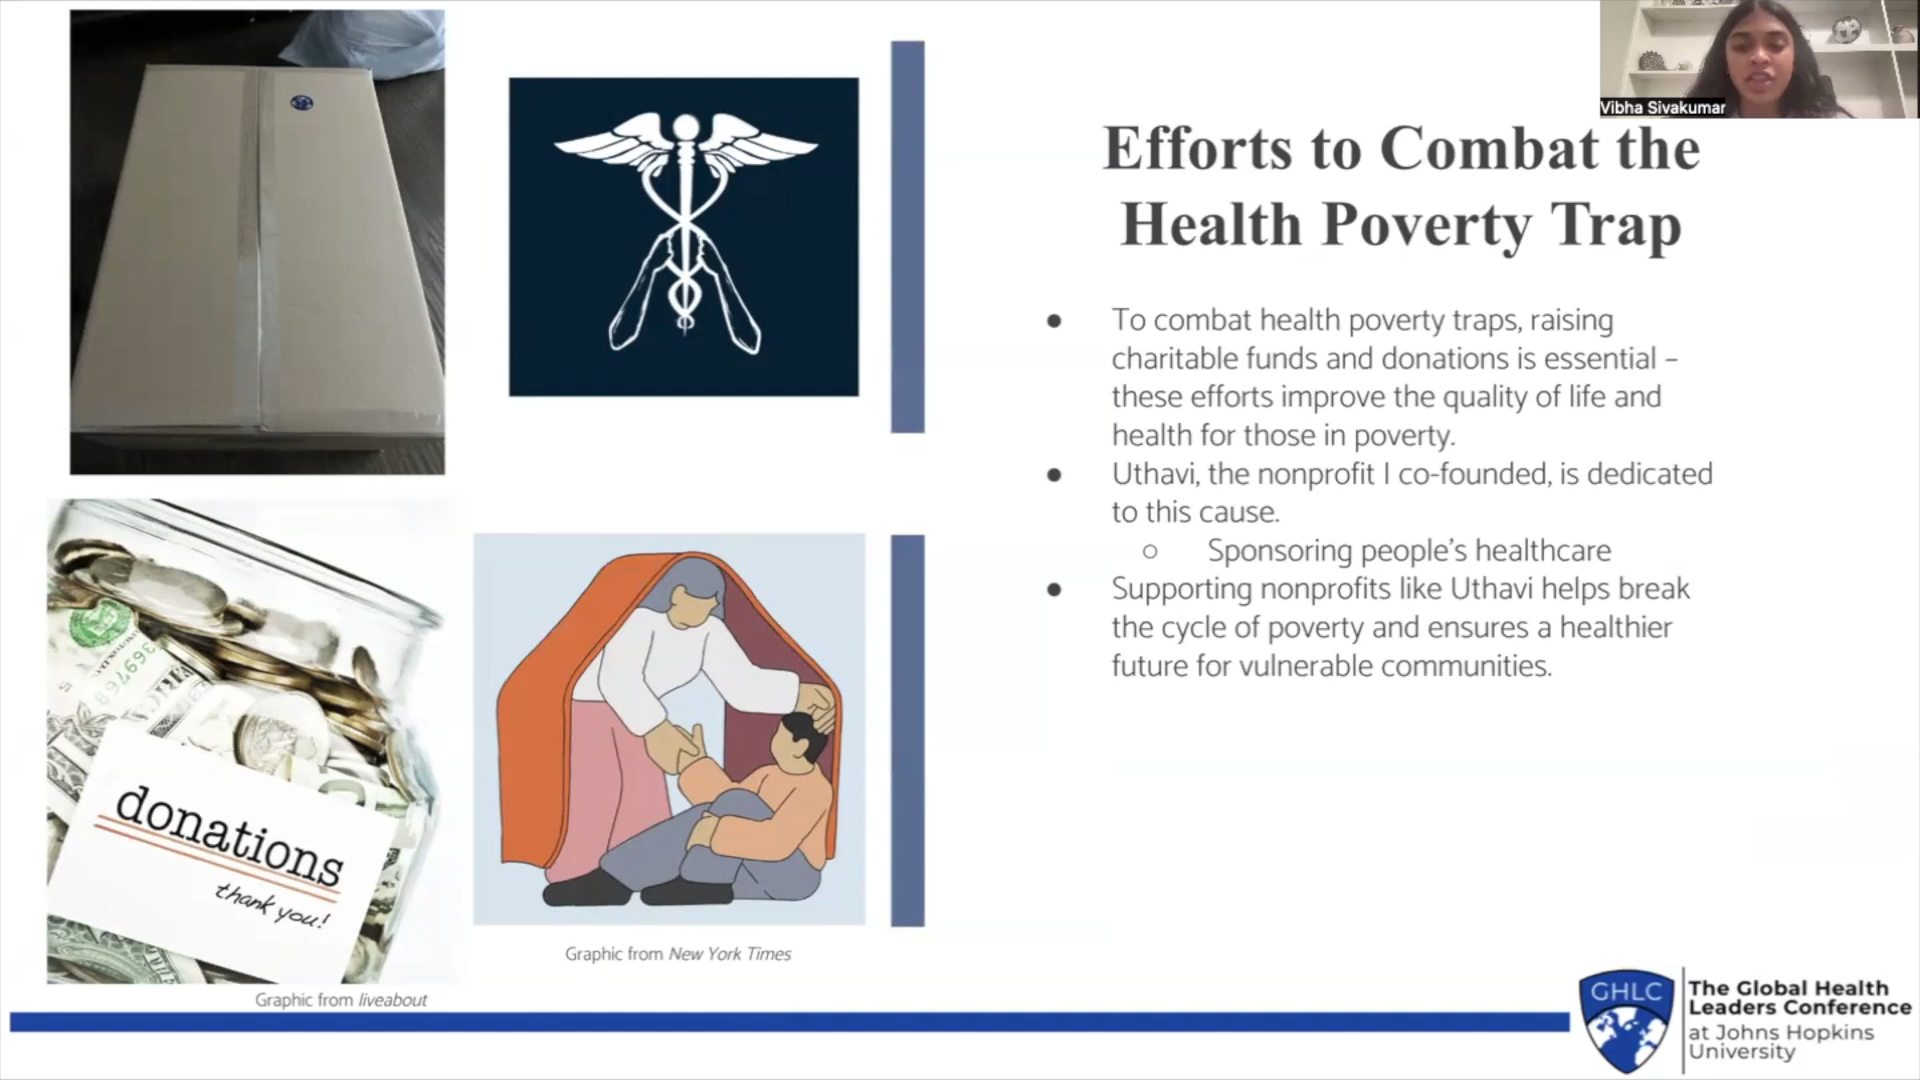 Vibha Sivakumar
Efforts to Combat the
Health Poverty Trap
● To combat health poverty traps, raising
charitable funds and donations is essential –
these efforts improve the quality of life and
health for those in poverty.
● Uthavi, the nonprofit I co-founded, is dedicated
to this cause.
○ Sponsoring people's healthcare
● Supporting nonprofits like Uthavi helps break
the cycle of poverty and ensures a healthier
future for vulnerable communities.
donations
thank you!
Graphic from New York Times
Graphic from liveabout
GHLC
The Global Health
Leaders Conference
at Johns Hopkins
University